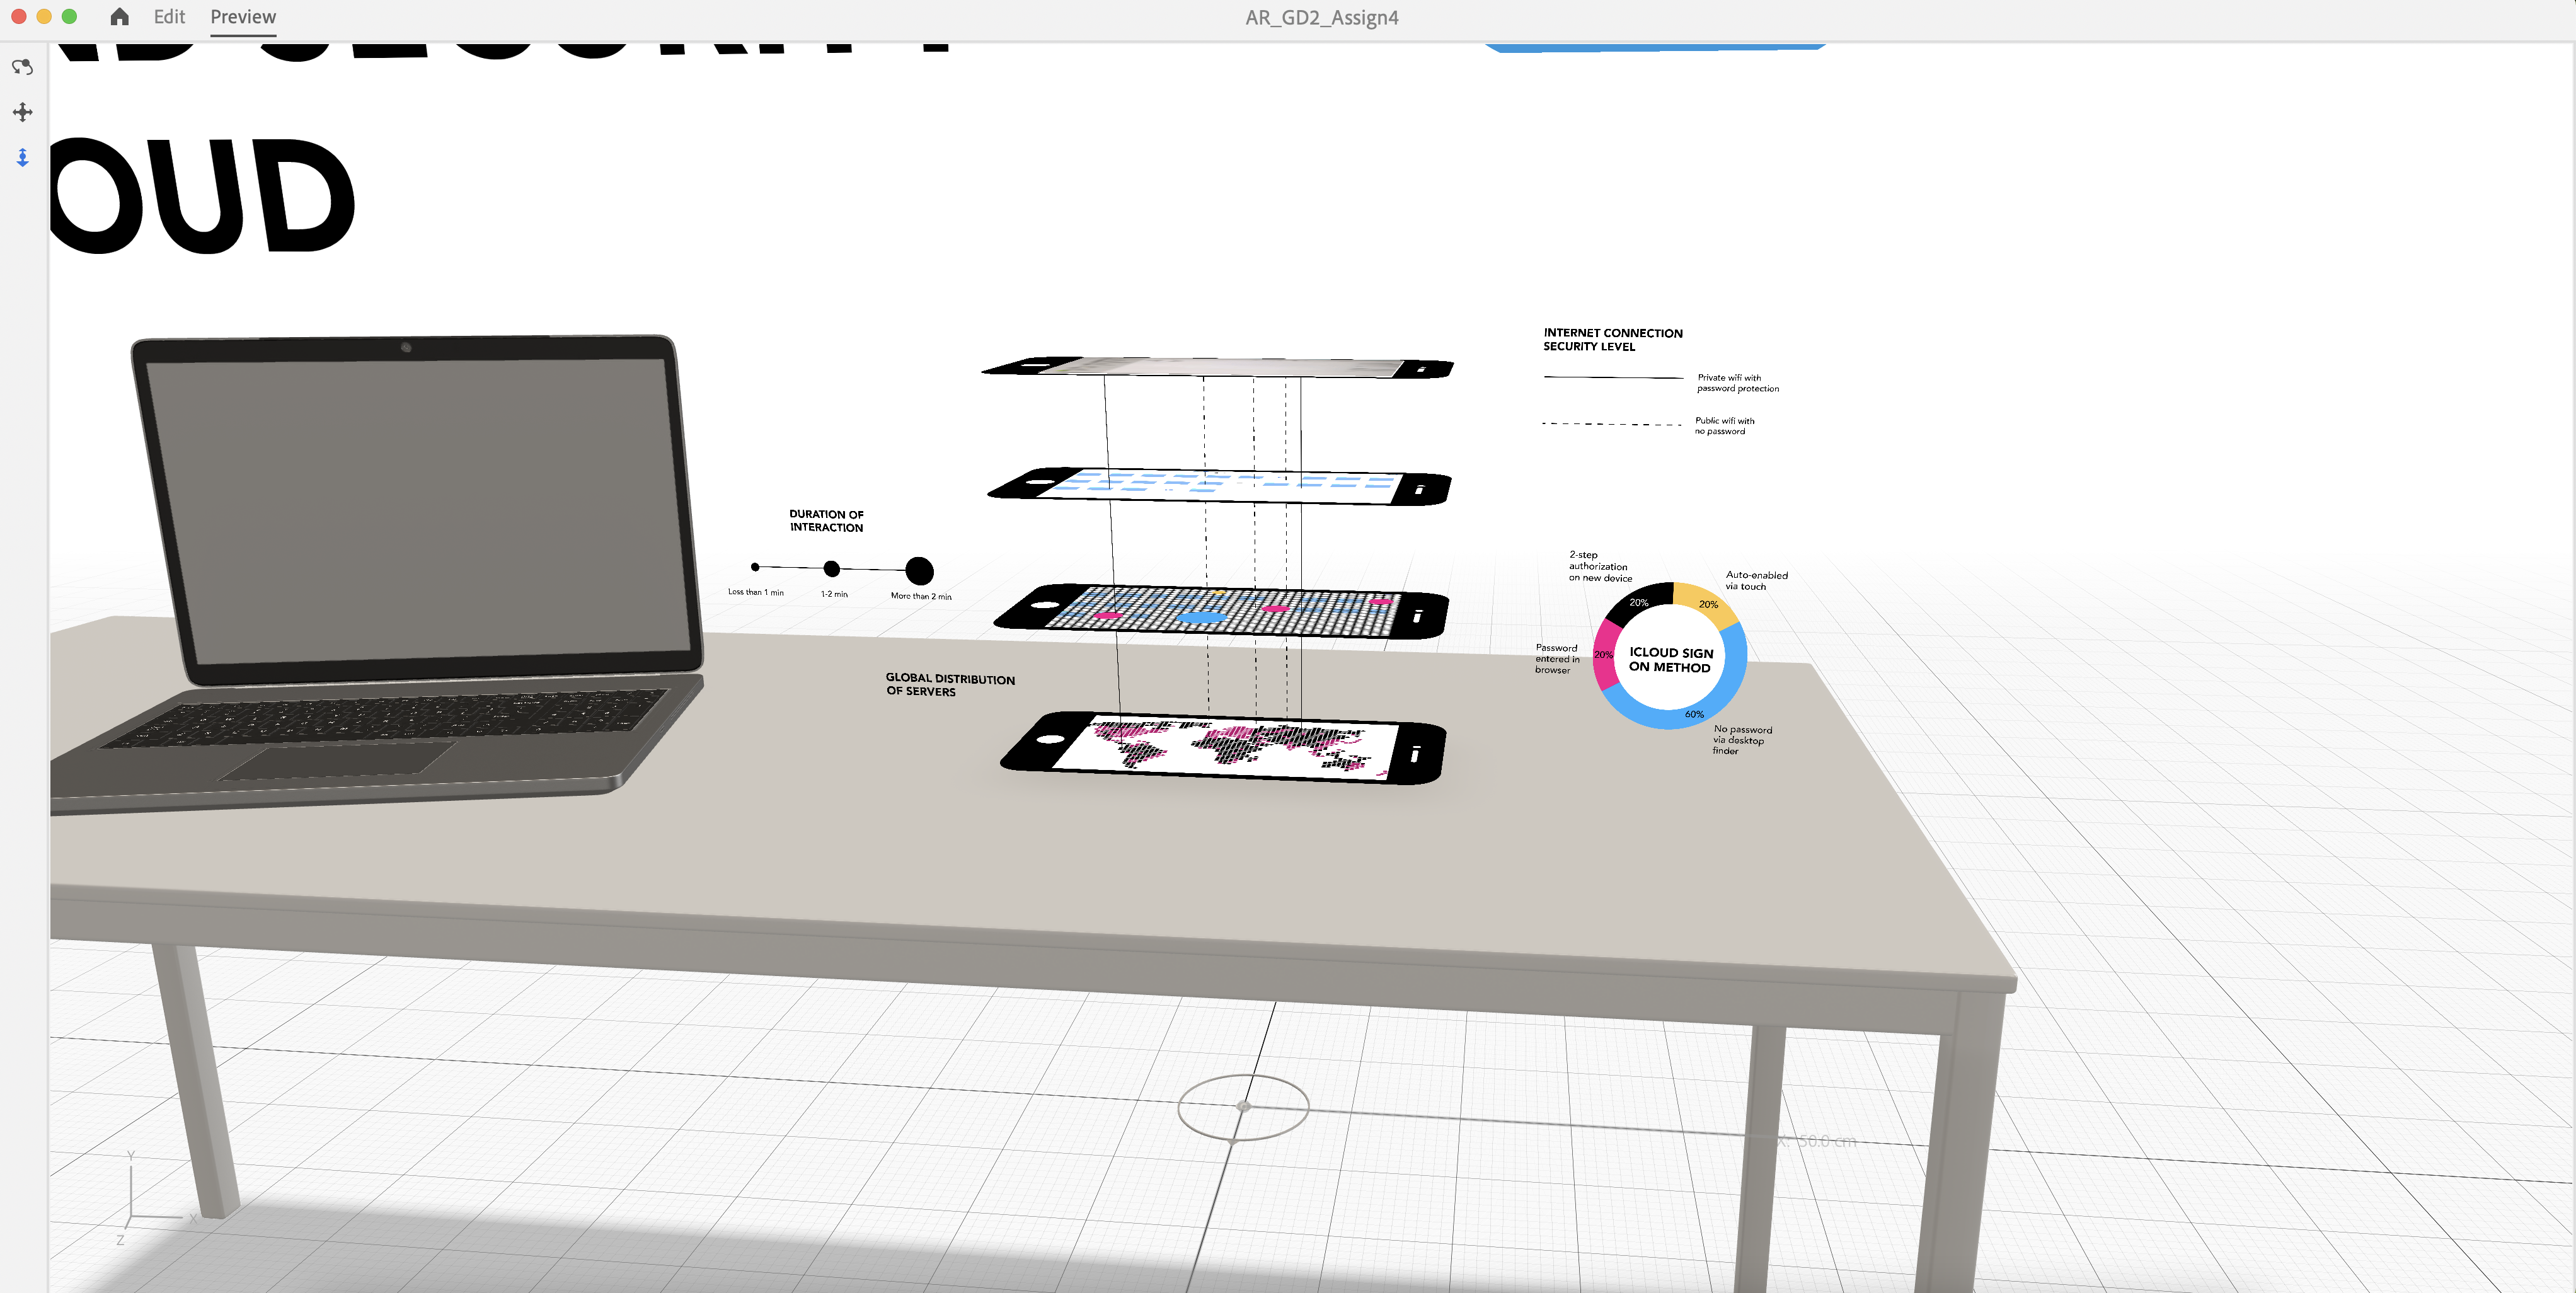 Edit Preview AR_GD2_Assign4
OUD
INTERNET CONNECTION
SECURITY LEVEL
Private wifi with
password protection
Public wifi with
no password
DURATION OF
INTERACTION
Less than 1 min
1-2 min
More than 2 min
2-step
authorization
on new device
Auto-enabled
via touch
20%
20%
Password
entered in
browser
20%
ICLOUD SIGN
ON METHOD
60%
No password
via desktop
finder
GLOBAL DISTRIBUTION
OF SERVERS
X: 50.0 cm
Y
X
Z